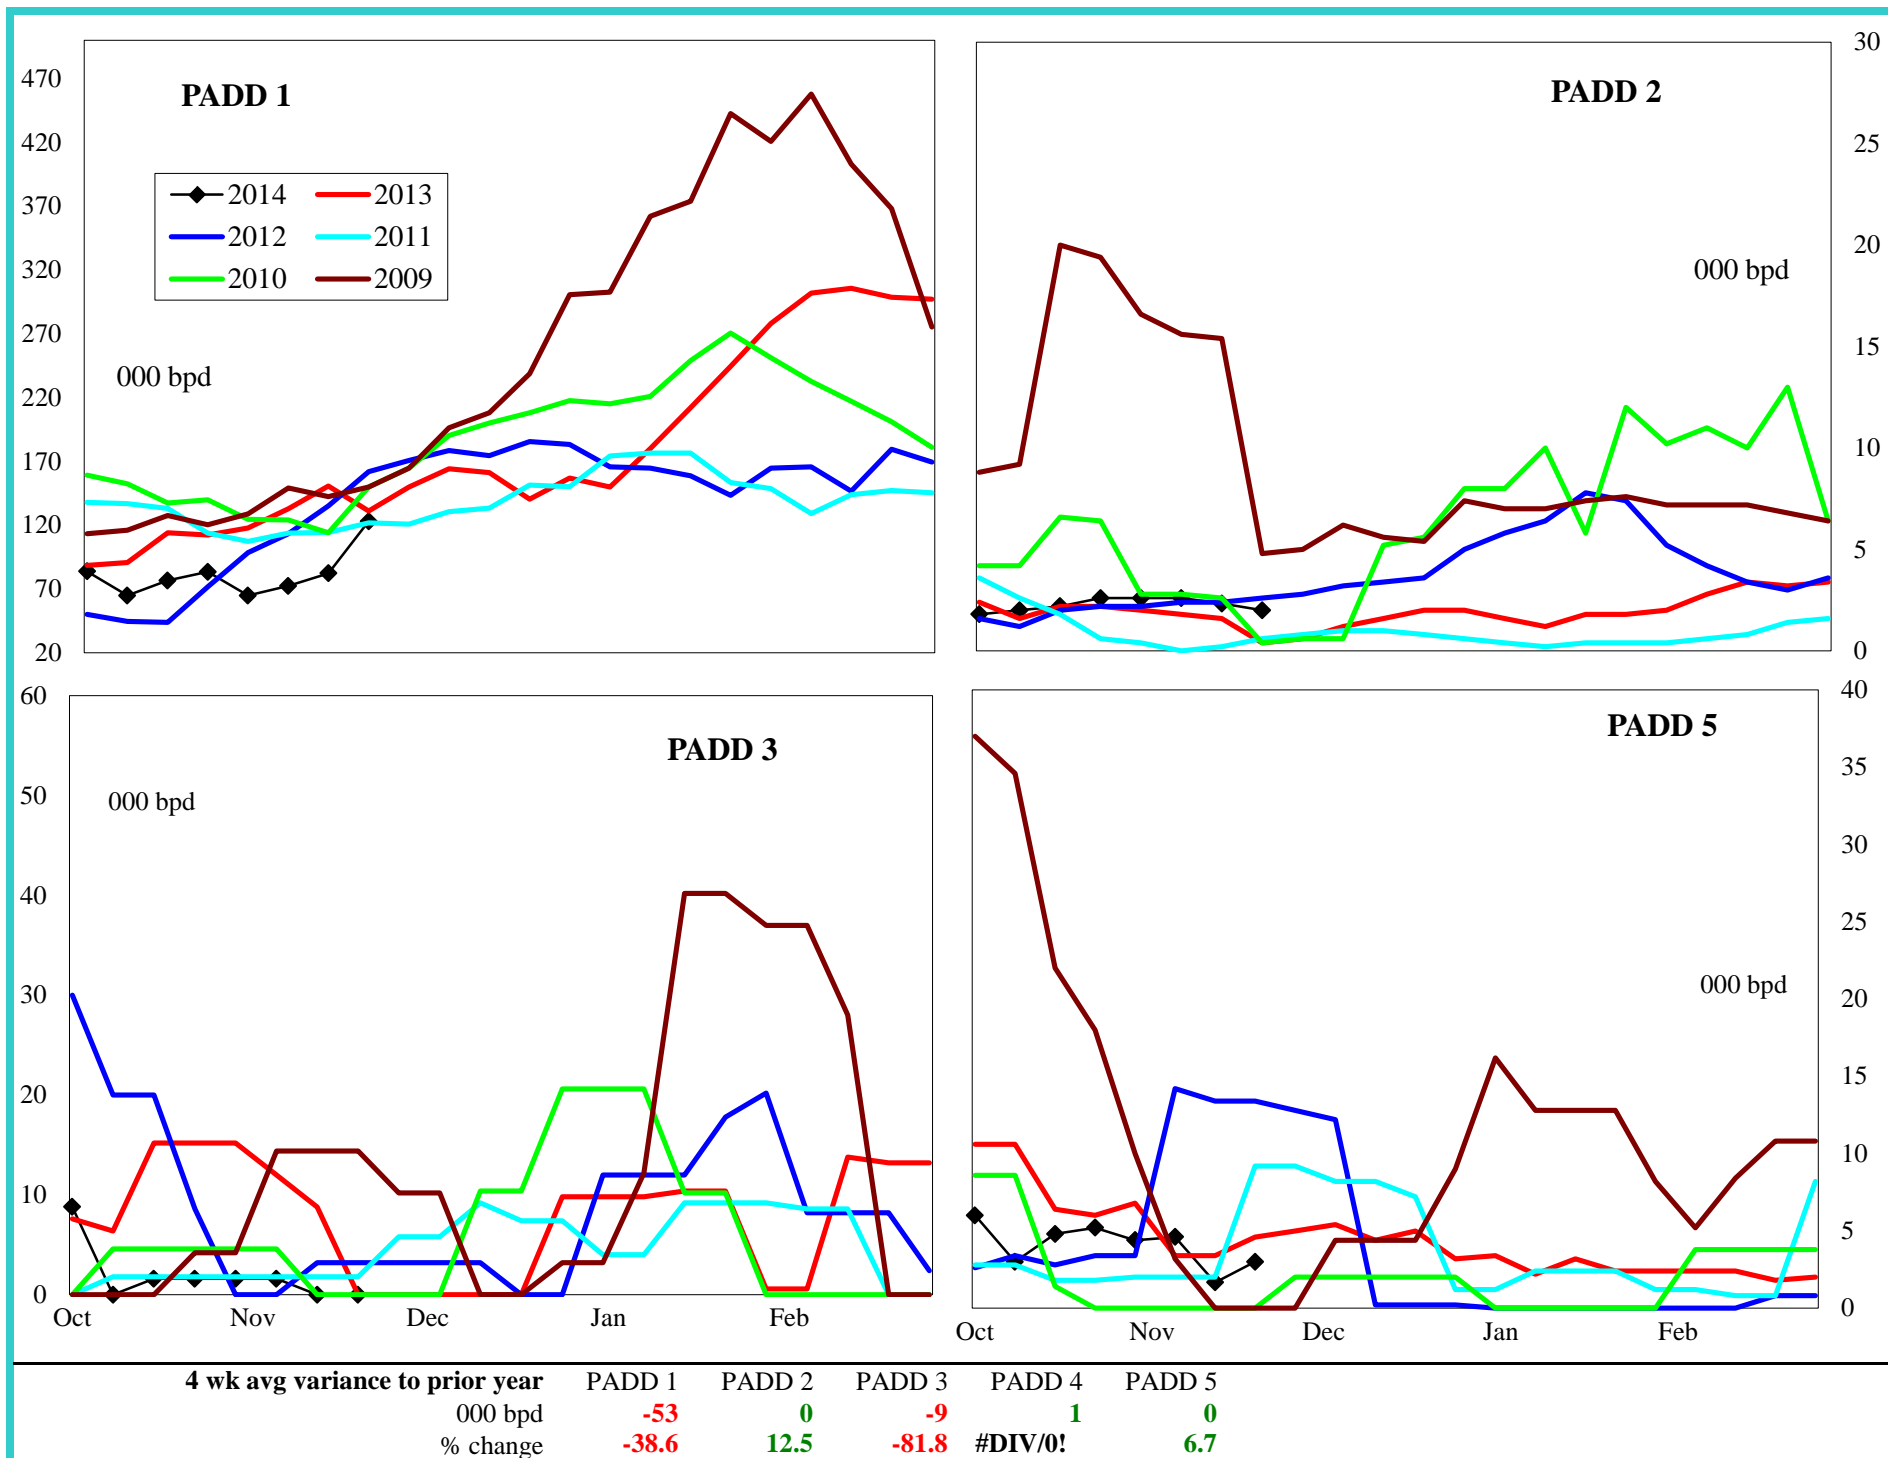 PADD 1
470
420
370
320
270
220
170
120
70
20
2014 2013
2012 2011
2010 2009
000 bpd
PADD 2
30
25
20
15
10
5
0
000 bpd
PADD 3
60
50
40
30
20
10
0
000 bpd
Oct Nov Dec Jan Feb
PADD 5
40
35
30
25
20
15
10
5
0
000 bpd
Oct Nov Dec Jan Feb
4 wk avg variance to prior year PADD 1 PADD 2 PADD 3 PADD 4 PADD 5
000 bpd -53 0 -9 1 0
% change -38.6 12.5 -81.8 #DIV/0! 6.7